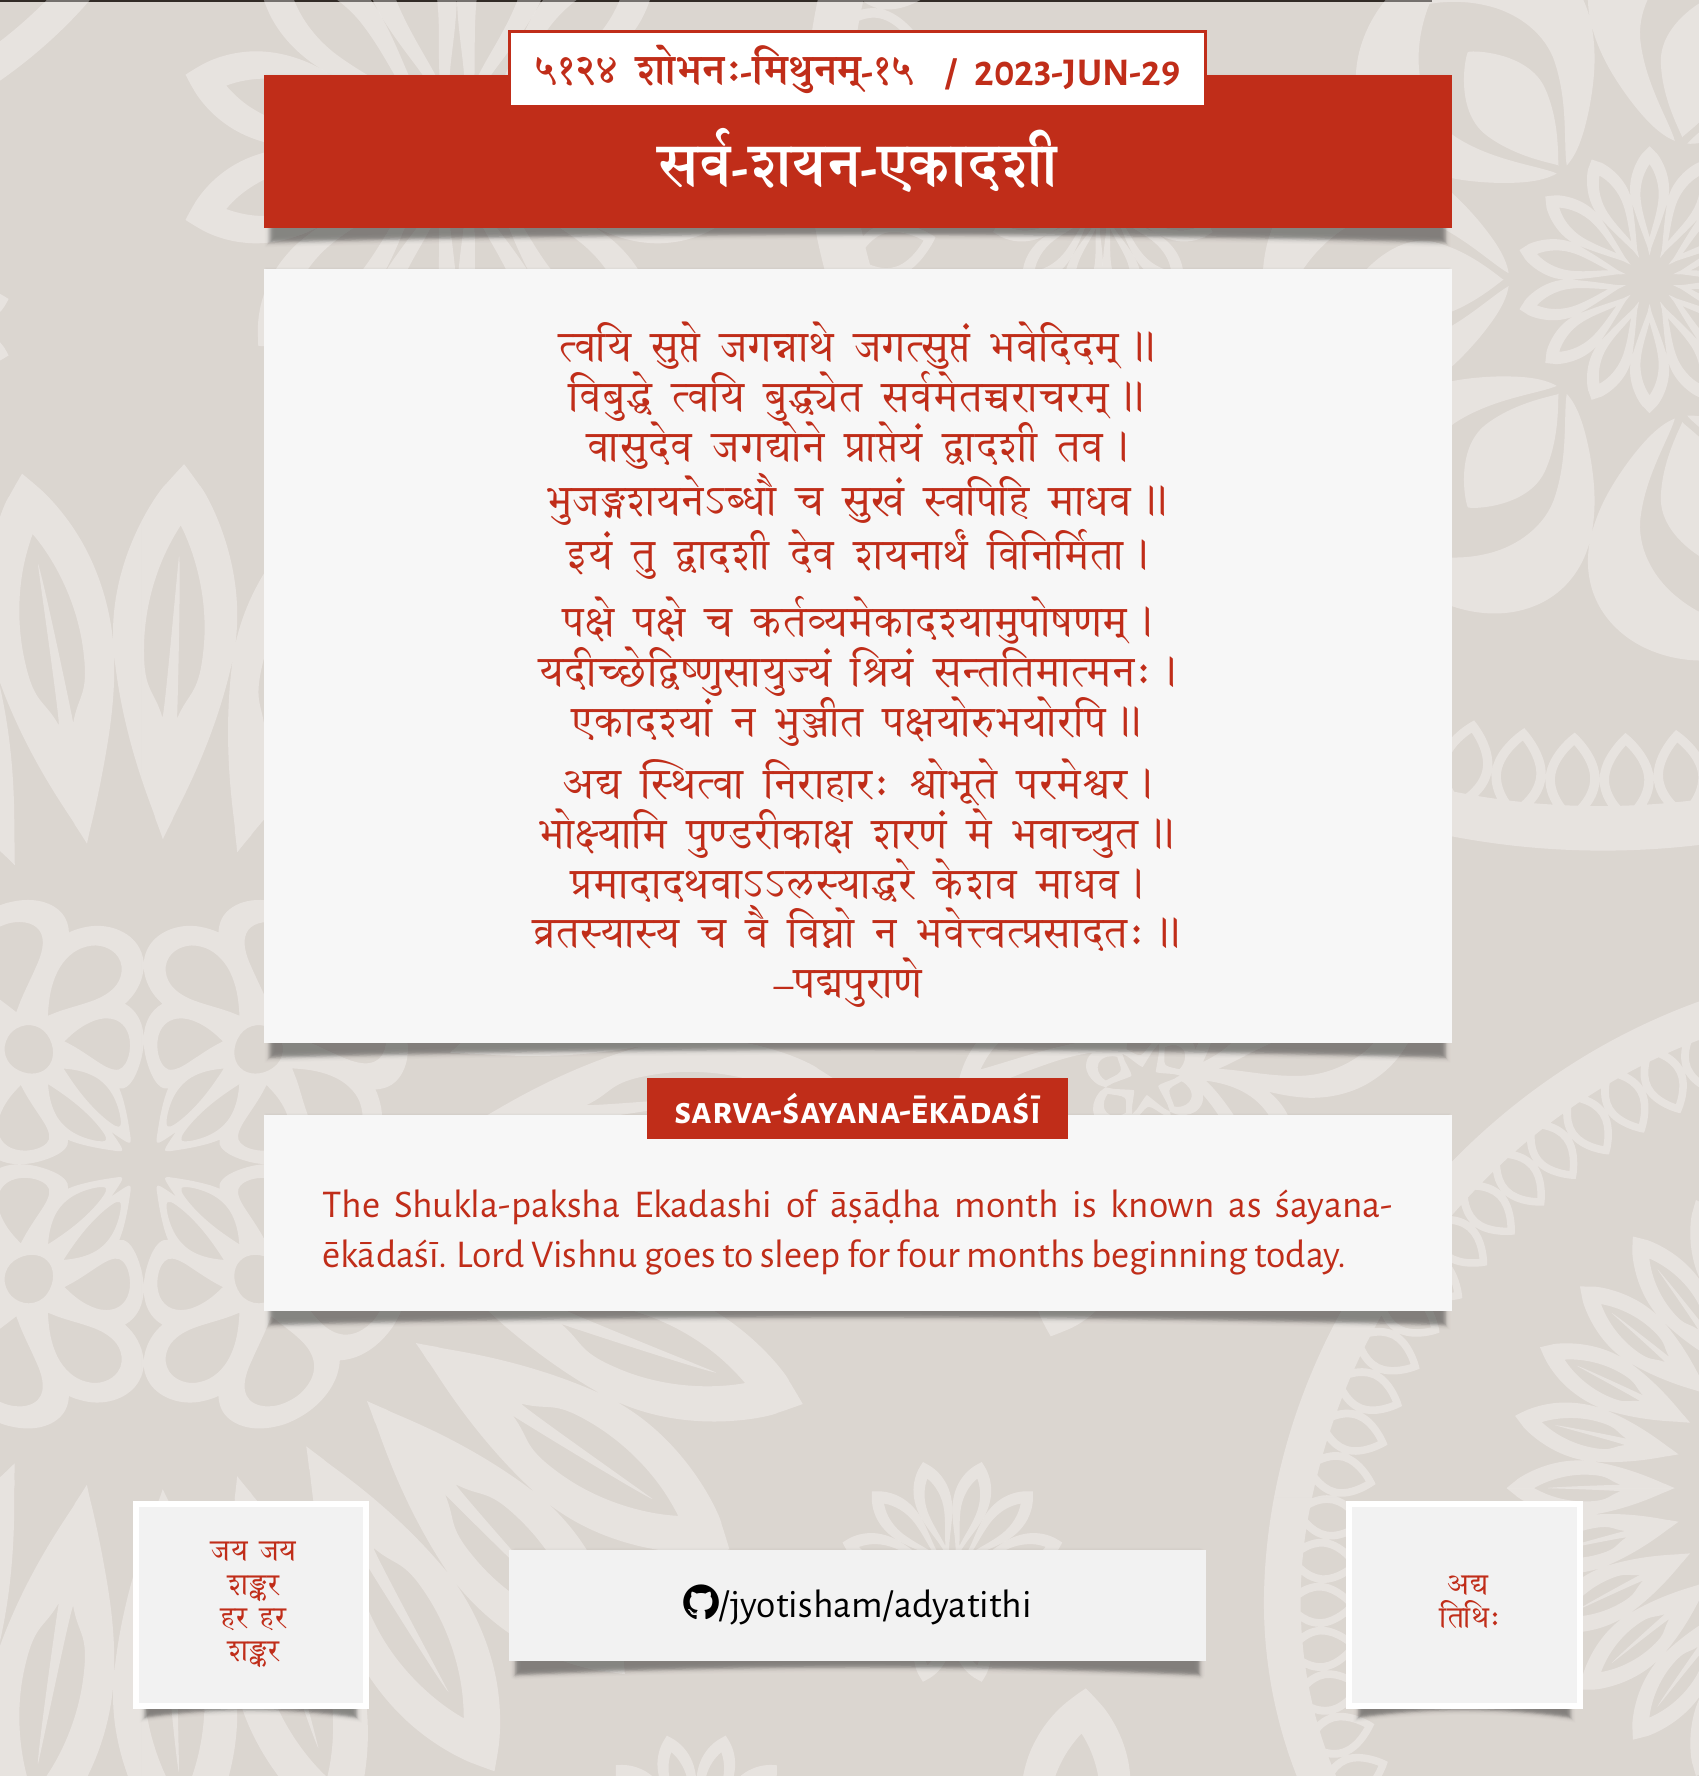 ५१२४ शोभनः-मिथुनम्-१५ / 2023-JUN-29
सर्व-शयन-एकादशी
त्वयि सुप्ते जगन्नाथे जगत्सुप्तं भवेदिदम् ॥
विबुद्धे त्वयि बुद्ध्येत सर्वमेतच्चराचरम् ॥
वासुदेव जगद्योने प्राप्तेयं द्वादशी तव ।
भुजङ्गशयनेऽब्धौ च सुखं स्वपिहि माधव ॥
इयं तु द्वादशी देव शयनार्थं विनिर्मिता ।
पक्षे पक्षे च कर्तव्यमेकादश्यामुपोषणम् ।
यदीच्छेद्विष्णुसायुज्यं श्रियं सन्ततिमात्मनः ।
एकादश्यां न भुञ्जीत पक्षयोरुभयोरपि ॥
अद्य स्थित्वा निराहारः श्वोभूते परमेश्वर ।
भोक्ष्यामि पुण्डरीकाक्ष शरणं मे भवाच्युत ॥
प्रमादादथवाऽऽलस्याद्धरे केशव माधव ।
व्रतस्यास्य च वै विघ्नो न भवेत्त्वत्प्रसादतः ॥
–पद्मपुराणे
SARVA-ŚAYANA-ĒKĀDAŚĪ
The Shukla-paksha Ekadashi of āṣāḍha month is known as śayana-
ēkādaśī. Lord Vishnu goes to sleep for four months beginning today.
जय जय
शङ्कर
हर हर
शङ्कर
/jyotisham/adyatithi
अद्य
तिथिः